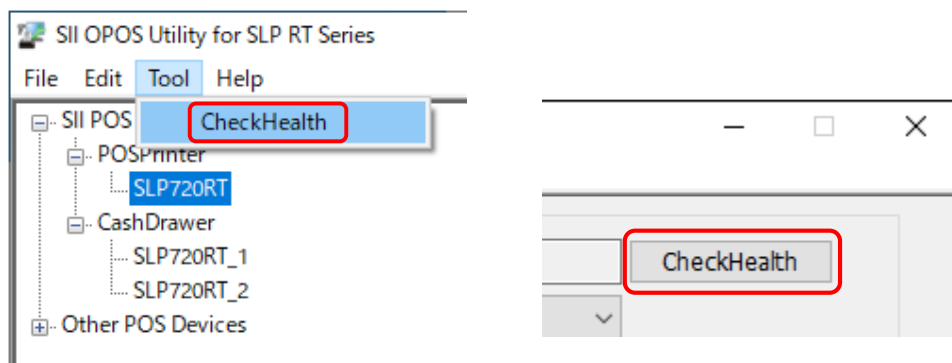 SII OPOS Utility for SLP RT Series
File Edit Tool Help
CheckHealth
SII POS
POSPrinter
SLP720RT
CashDrawer
SLP720RT_1
SLP720RT_2
Other POS Devices
CheckHealth